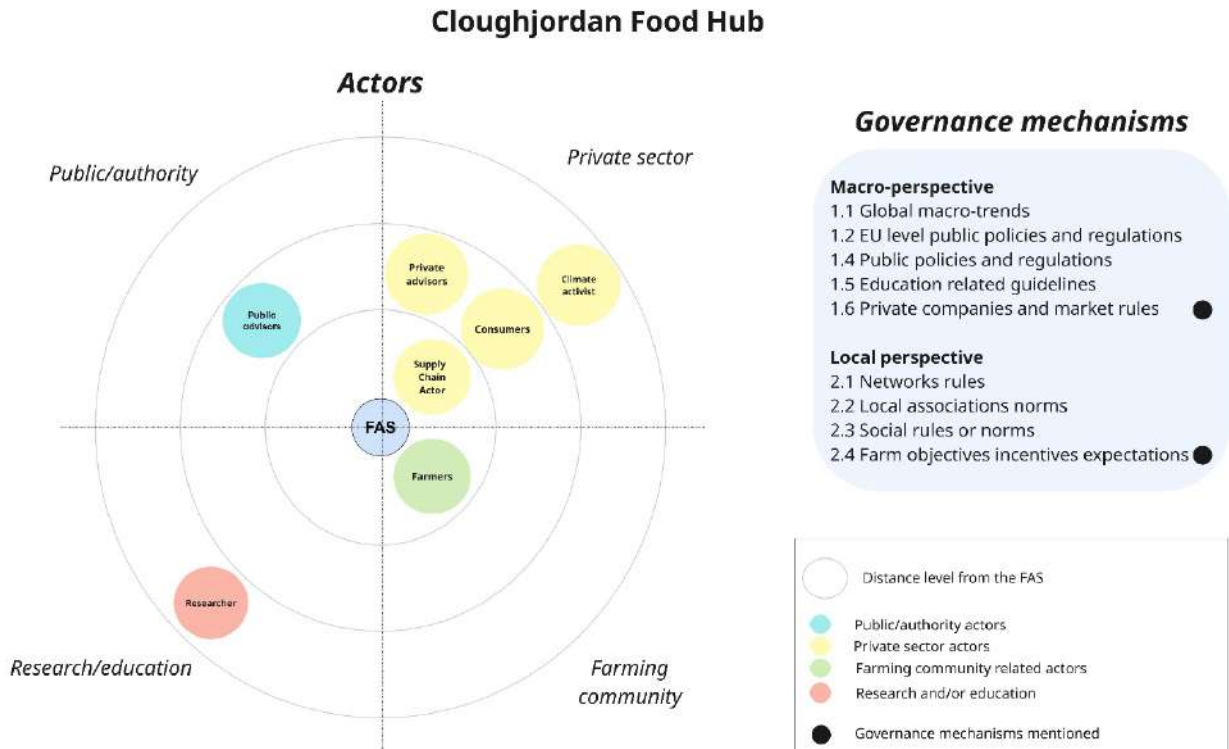 Cloughjordan Food Hub
Actors
Public/authority
Private sector
Private
advisors
Climate
activist
Public
advisors
Consumers
Supply
Chain
Actor
FAS
Farmers
Researcher
Research/education
Farming
community
Governance mechanisms
Macro-perspective
1.1 Global macro-trends
1.2 EU level public policies and regulations
1.4 Public policies and regulations
1.5 Education related guidelines
1.6 Private companies and market rules
Local perspective
2.1 Networks rules
2.2 Local associations norms
2.3 Social rules or norms
2.4 Farm objectives incentives expectations
Distance level from the FAS
Public/authority actors
Private sector actors
Farming community related actors
Research and/or education
Governance mechanisms mentioned